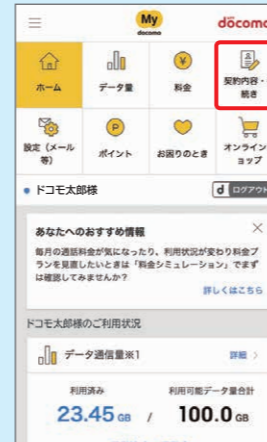 My
docomo
döcomo
ホーム
データ量
料金
契約内容・
続き
設定（メール
等）
ポイント
お困りのとき
オンライン
ョップ
ドコモ太郎様
d ログアウト
あなたへのおすすめ情報
毎月の通話料金が気になったり、利用状況が変わり料金プ
ランを見直したいときは「料金シミュレーション」でまず
は確認してみませんか？
詳しくはこちら
ドコモ太郎様のご利用状況
データ通信量※1
詳細
利用済み
利用可能データ量合計
23.45 GB / 100.0 GB